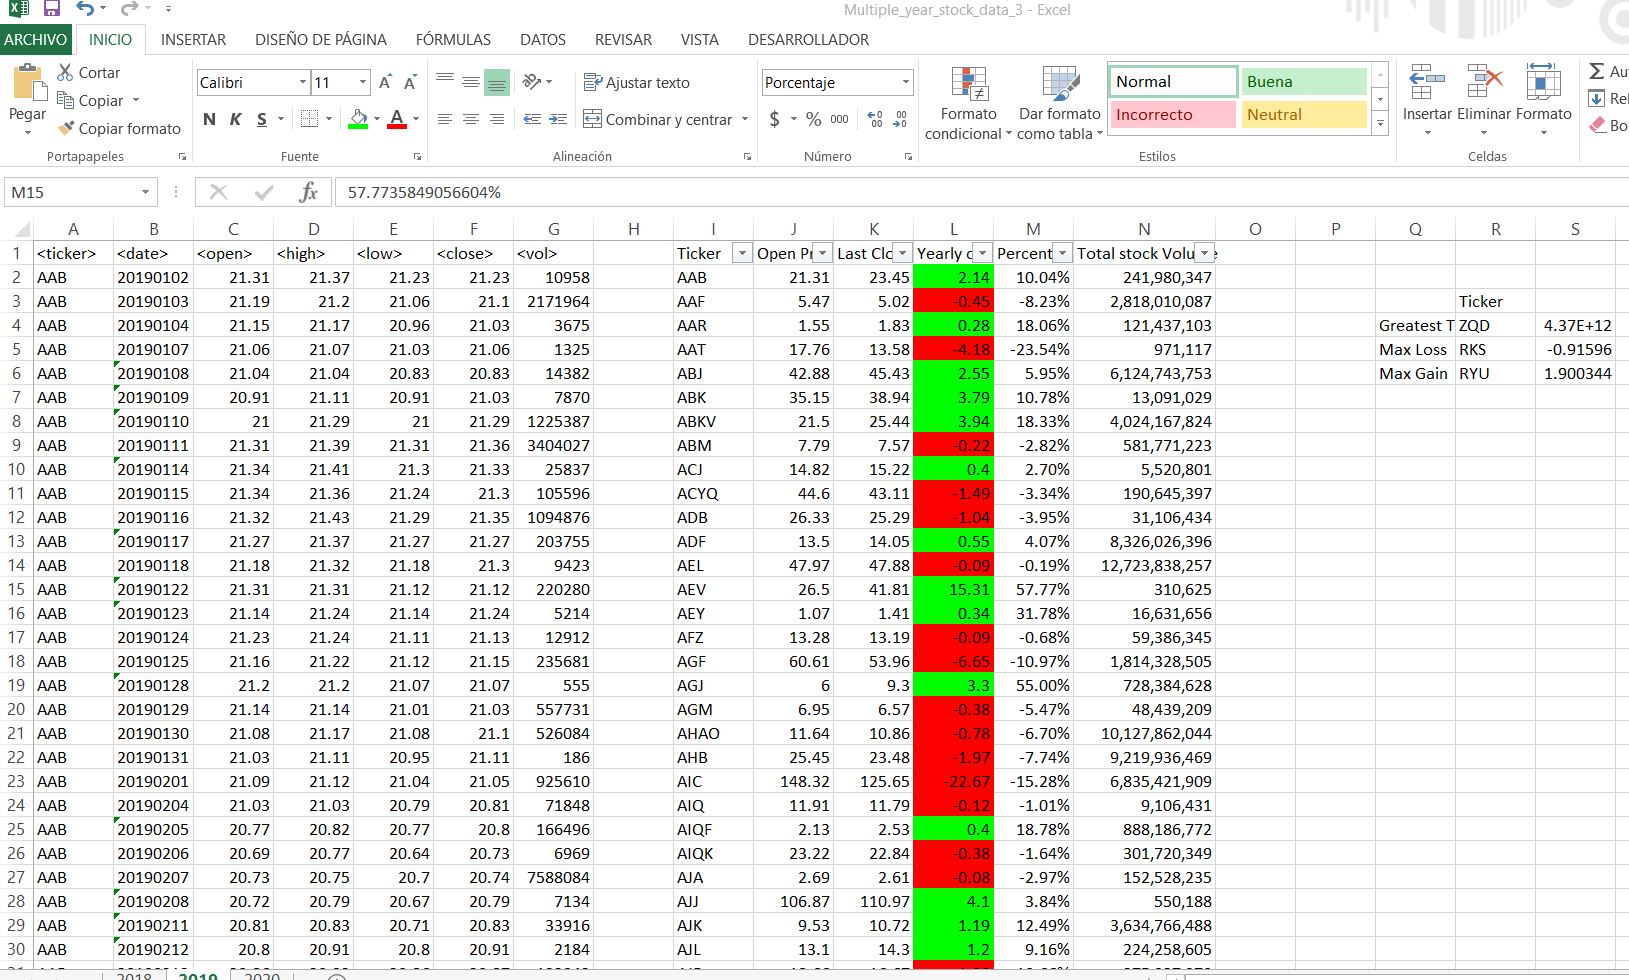 Multiple_year_stock_data_3 - Excel
ARCHIVO INICIO INSERTAR DISEÑO DE PÁGINA FÓRMULAS DATOS REVISAR VISTA DESARROLLADOR
Pegar Cortar Copiar Copiar formato
Calibri 11 A A N K S A
Ajustar texto Combinar y centrar
Porcentaje $ % 000
Formato condicional Dar formato como tabla
Normal Buena Incorrecto Neutral
Insertar Eliminar Formato
Portapapeles Fuente Alineación Número Estilos Celdas
M15 fx 57.7735849056604%
A B C D E F G H I J K L M N O P Q R S
1 <ticker> <date> <open> <high> <low> <close> <vol> Ticker Open Last Clo Yearly Percent Total stock Volu
2 AAB 20190102 21.31 21.37 21.23 21.23 10958 AAB 21.31 23.45 2.14 10.04% 241,980,347
3 AAB 20190103 21.19 21.2 21.06 21.1 2171964 AAF 5.47 5.02 -0.45 -8.23% 2,818,010,087 Ticker
4 AAB 20190104 21.15 21.17 20.96 21.03 3675 AAR 1.55 1.83 0.28 18.06% 121,437,103 Greatest T ZQD 4.37E+12
5 AAB 20190107 21.06 21.07 21.03 21.06 1325 AAT 17.76 13.58 -4.18 -23.54% 971,117 Max Loss RKS -0.91596
6 AAB 20190108 21.04 21.04 20.83 20.83 14382 ABJ 42.88 45.43 2.55 5.95% 6,124,743,753 Max Gain RYU 1.900344
7 AAB 20190109 20.91 21.11 20.91 21.03 7870 ABK 35.15 38.94 3.79 10.78% 13,091,029
8 AAB 20190110 21 21.29 21 21.29 1225387 ABKV 21.5 25.44 3.94 18.33% 4,024,167,824
9 AAB 20190111 21.31 21.39 21.31 21.36 3404027 ABM 7.79 7.57 -0.22 -2.82% 581,771,223
10 AAB 20190114 21.34 21.41 21.3 21.33 25837 ACJ 14.82 15.22 0.4 2.70% 5,520,801
11 AAB 20190115 21.34 21.36 21.24 21.3 105596 ACYQ 44.6 43.11 -1.49 -3.34% 190,645,397
12 AAB 20190116 21.32 21.43 21.29 21.35 1094876 ADB 26.33 25.29 -1.04 -3.95% 31,106,434
13 AAB 20190117 21.27 21.37 21.27 21.27 203755 ADF 13.5 14.05 0.55 4.07% 8,326,026,396
14 AAB 20190118 21.18 21.32 21.18 21.3 9423 AEL 47.97 47.88 -0.09 -0.19% 12,723,838,257
15 AAB 20190122 21.31 21.31 21.12 21.12 220280 AEV 26.5 41.81 15.31 57.77% 310,625
16 AAB 20190123 21.14 21.24 21.14 21.24 5214 AEY 1.07 1.41 0.34 31.78% 16,631,656
17 AAB 20190124 21.23 21.24 21.11 21.13 12912 AFZ 13.28 13.19 -0.09 -0.68% 59,386,345
18 AAB 20190125 21.16 21.22 21.12 21.15 235681 AGF 60.61 53.96 -6.65 -10.97% 1,814,328,505
19 AAB 20190128 21.2 21.2 21.07 21.07 555 AGJ 6 9.3 3.3 55.00% 728,384,628
20 AAB 20190129 21.14 21.14 21.01 21.03 557731 AGM 6.95 6.57 -0.38 -5.47% 48,439,209
21 AAB 20190130 21.08 21.17 21.08 21.1 526084 AHAO 11.64 10.86 -0.78 -6.70% 10,127,862,044
22 AAB 20190131 21.03 21.11 20.95 21.11 186 AHB 25.45 23.48 -1.97 -7.74% 9,219,936,469
23 AAB 20190201 21.09 21.12 21.04 21.05 925610 AIC 148.32 125.65 -22.67 -15.28% 6,835,421,909
24 AAB 20190204 21.03 21.03 20.79 20.81 71848 AIQ 11.91 11.79 -0.12 -1.01% 9,106,431
25 AAB 20190205 20.77 20.82 20.77 20.8 166496 AIQF 2.13 2.53 0.4 18.78% 888,186,772
26 AAB 20190206 20.69 20.77 20.64 20.73 6969 AIQK 23.22 22.84 -0.38 -1.64% 301,720,349
27 AAB 20190207 20.73 20.75 20.7 20.74 7588084 AJA 2.69 2.61 -0.08 -2.97% 152,528,235
28 AAB 20190208 20.72 20.79 20.67 20.79 7134 AJJ 106.87 110.97 4.1 3.84% 550,188
29 AAB 20190211 20.81 20.83 20.71 20.83 33916 AJK 9.53 10.72 1.19 12.49% 3,634,766,488
30 AAB 20190212 20.8 20.91 20.8 20.91 2184 AJL 13.1 14.3 1.2 9.16% 224,258,605
2018 2019 2020